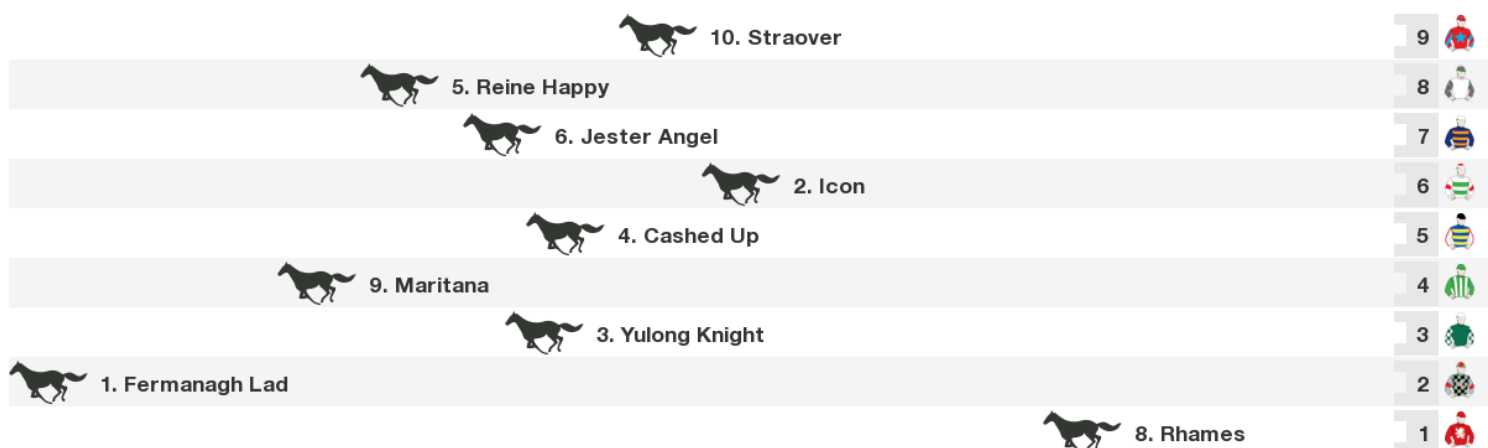 10. Straover 9
5. Reine Happy 8
6. Jester Angel 7
2. Icon 6
4. Cashed Up 5
9. Maritana 4
3. Yulong Knight 3
1. Fermanagh Lad 2
8. Rhames 1